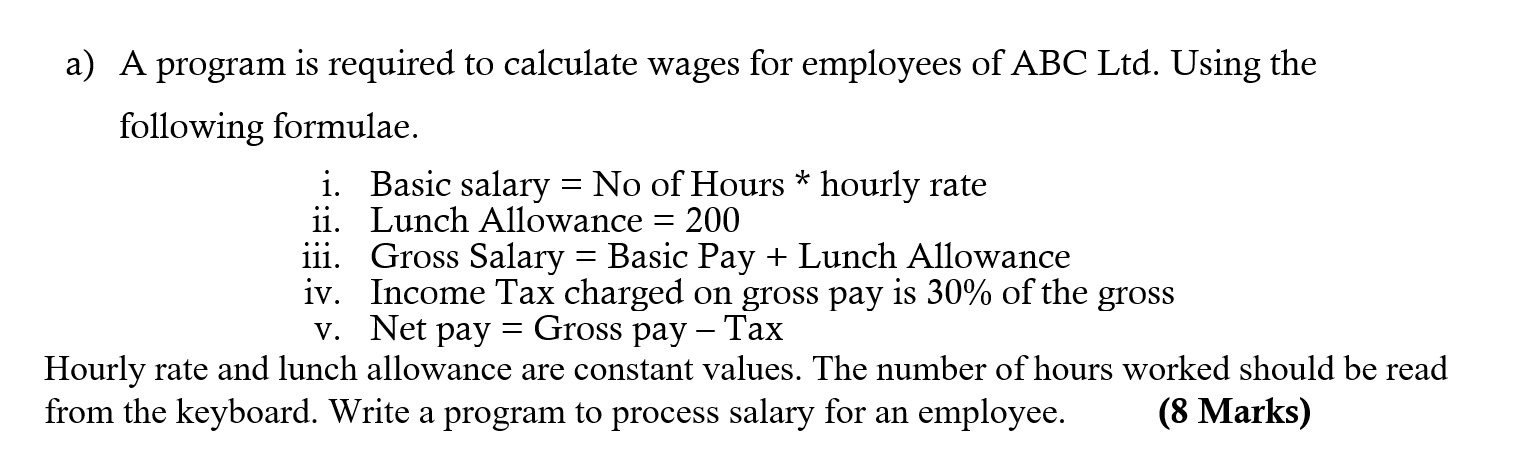 a) A program is required to calculate wages for employees of ABC Ltd. Using the
following formulae.
i. Basic salary = No of Hours * hourly rate
ii. Lunch Allowance = 200
iii. Gross Salary = Basic Pay + Lunch Allowance
iv. Income Tax charged on gross pay is 30% of the gross
v. Net pay = Gross pay – Tax
Hourly rate and lunch allowance are constant values. The number of hours worked should be read
from the keyboard. Write a program to process salary for an employee. (8 Marks)